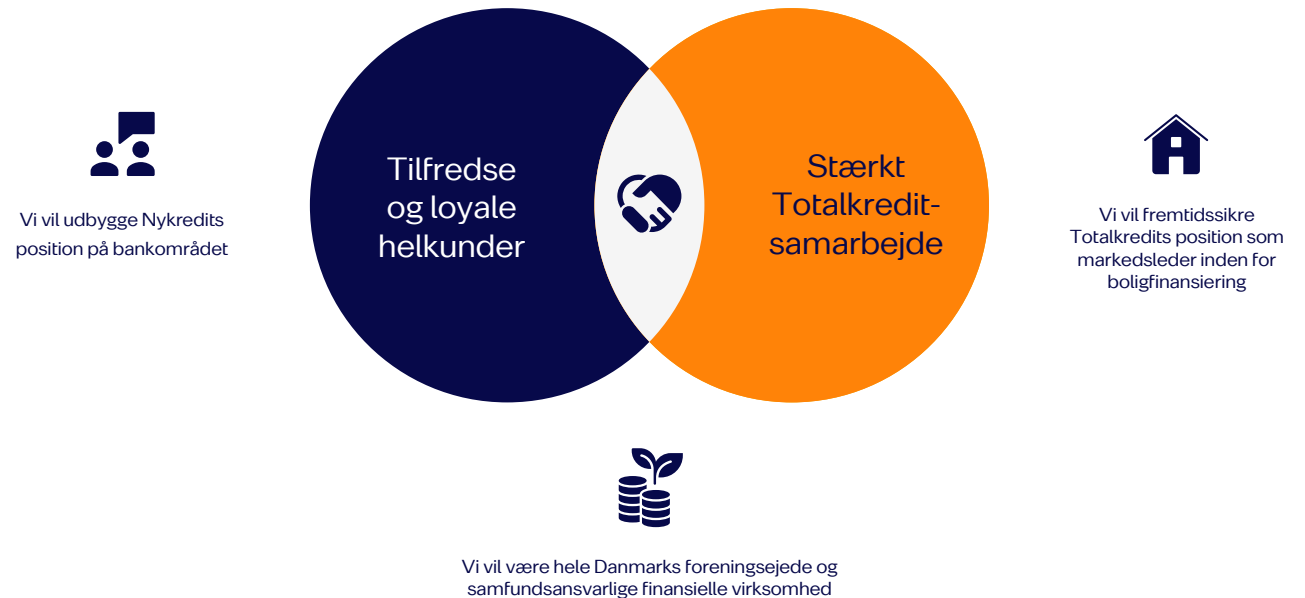 Vi vil udbygge Nykredits
position på bankområdet
Tilfredse
og loyale
helkunder
Stærkt
Totalkredit-
samarbejde
Vi vil fremtidssikre
Totalkredits position som
markedsleder inden for
boligfinansiering
Vi vil være hele Danmarks foreningsejede og
samfundsansvarlige finansielle virksomhed